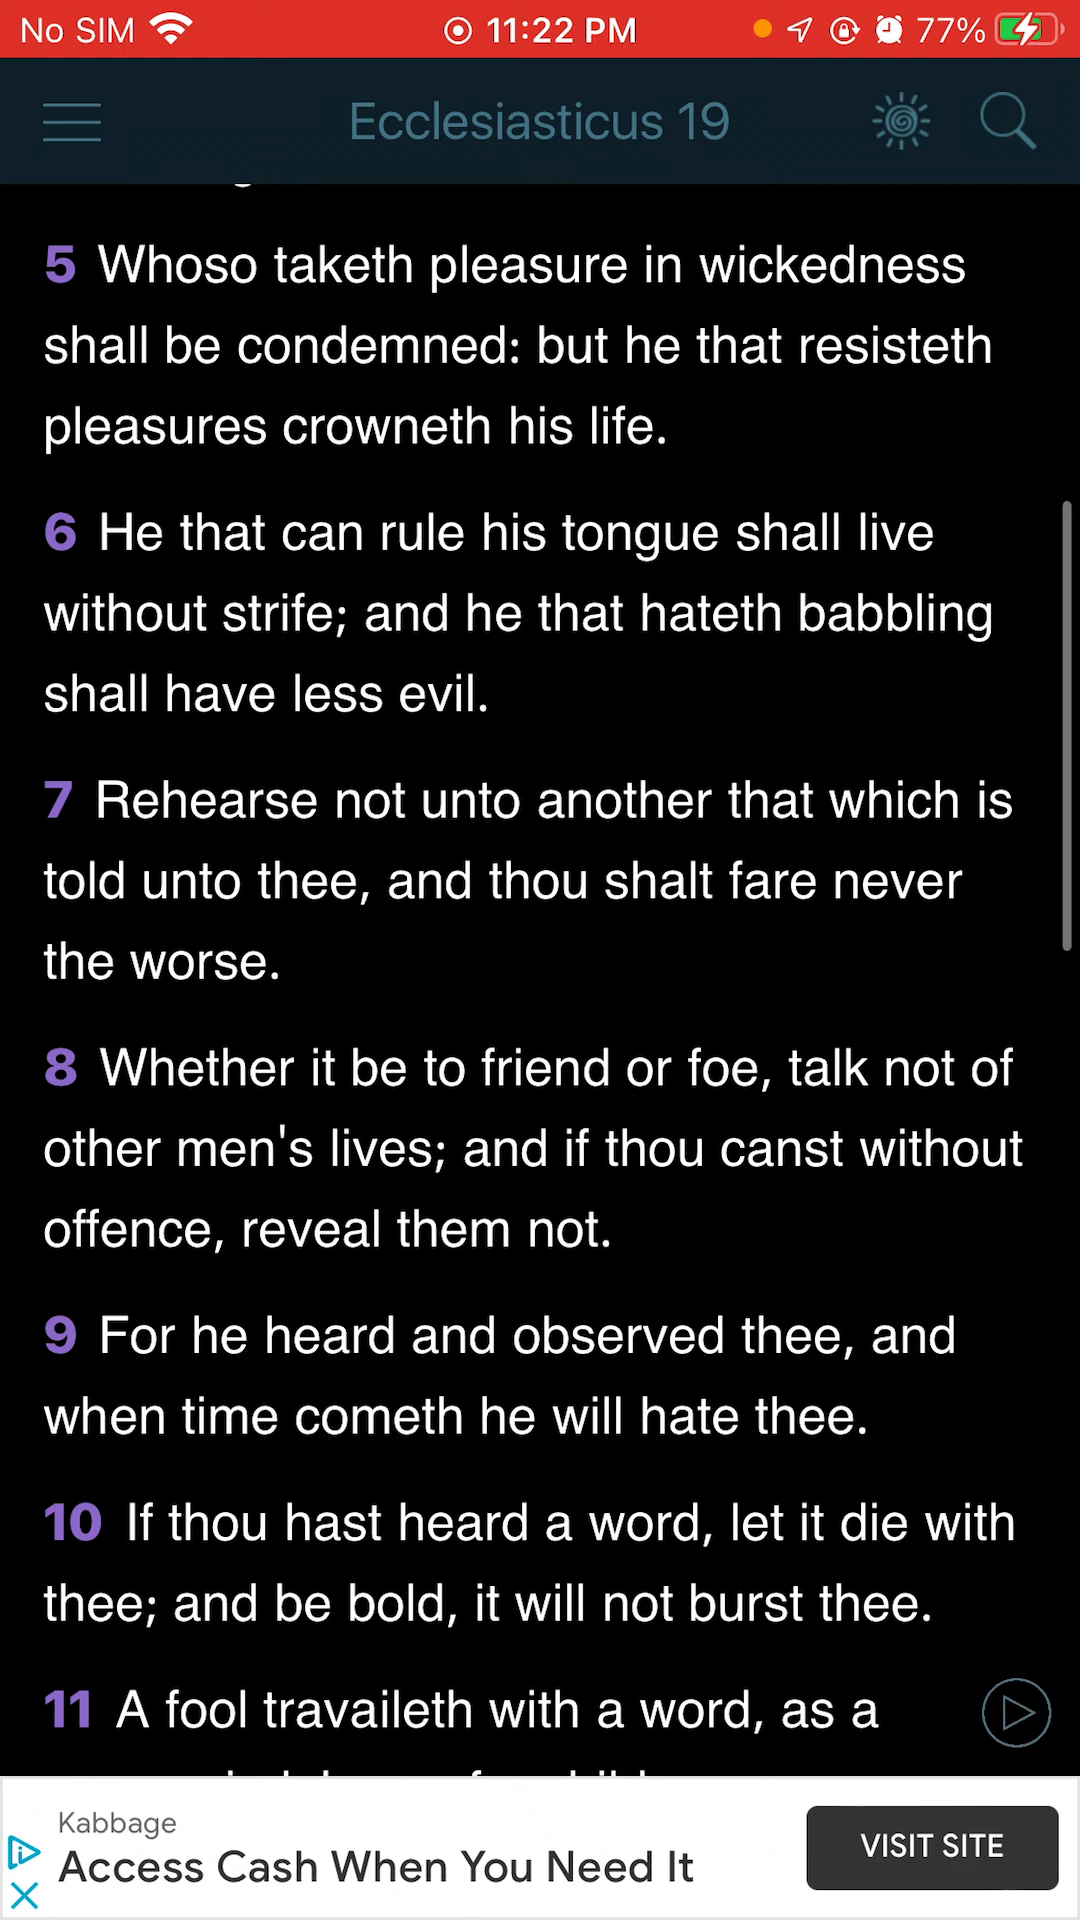 No SIM 11:22 PM 77%
Ecclesiasticus 19
5 Whoso taketh pleasure in wickedness
shall be condemned: but he that resisteth
pleasures crowneth his life.
6 He that can rule his tongue shall live
without strife; and he that hateth babbling
shall have less evil.
7 Rehearse not unto another that which is
told unto thee, and thou shalt fare never
the worse.
8 Whether it be to friend or foe, talk not of
other men's lives; and if thou canst without
offence, reveal them not.
9 For he heard and observed thee, and
when time cometh he will hate thee.
10 If thou hast heard a word, let it die with
thee; and be bold, it will not burst thee.
11 A fool travaileth with a word, as a
Kabbage
Access Cash When You Need It
VISIT SITE